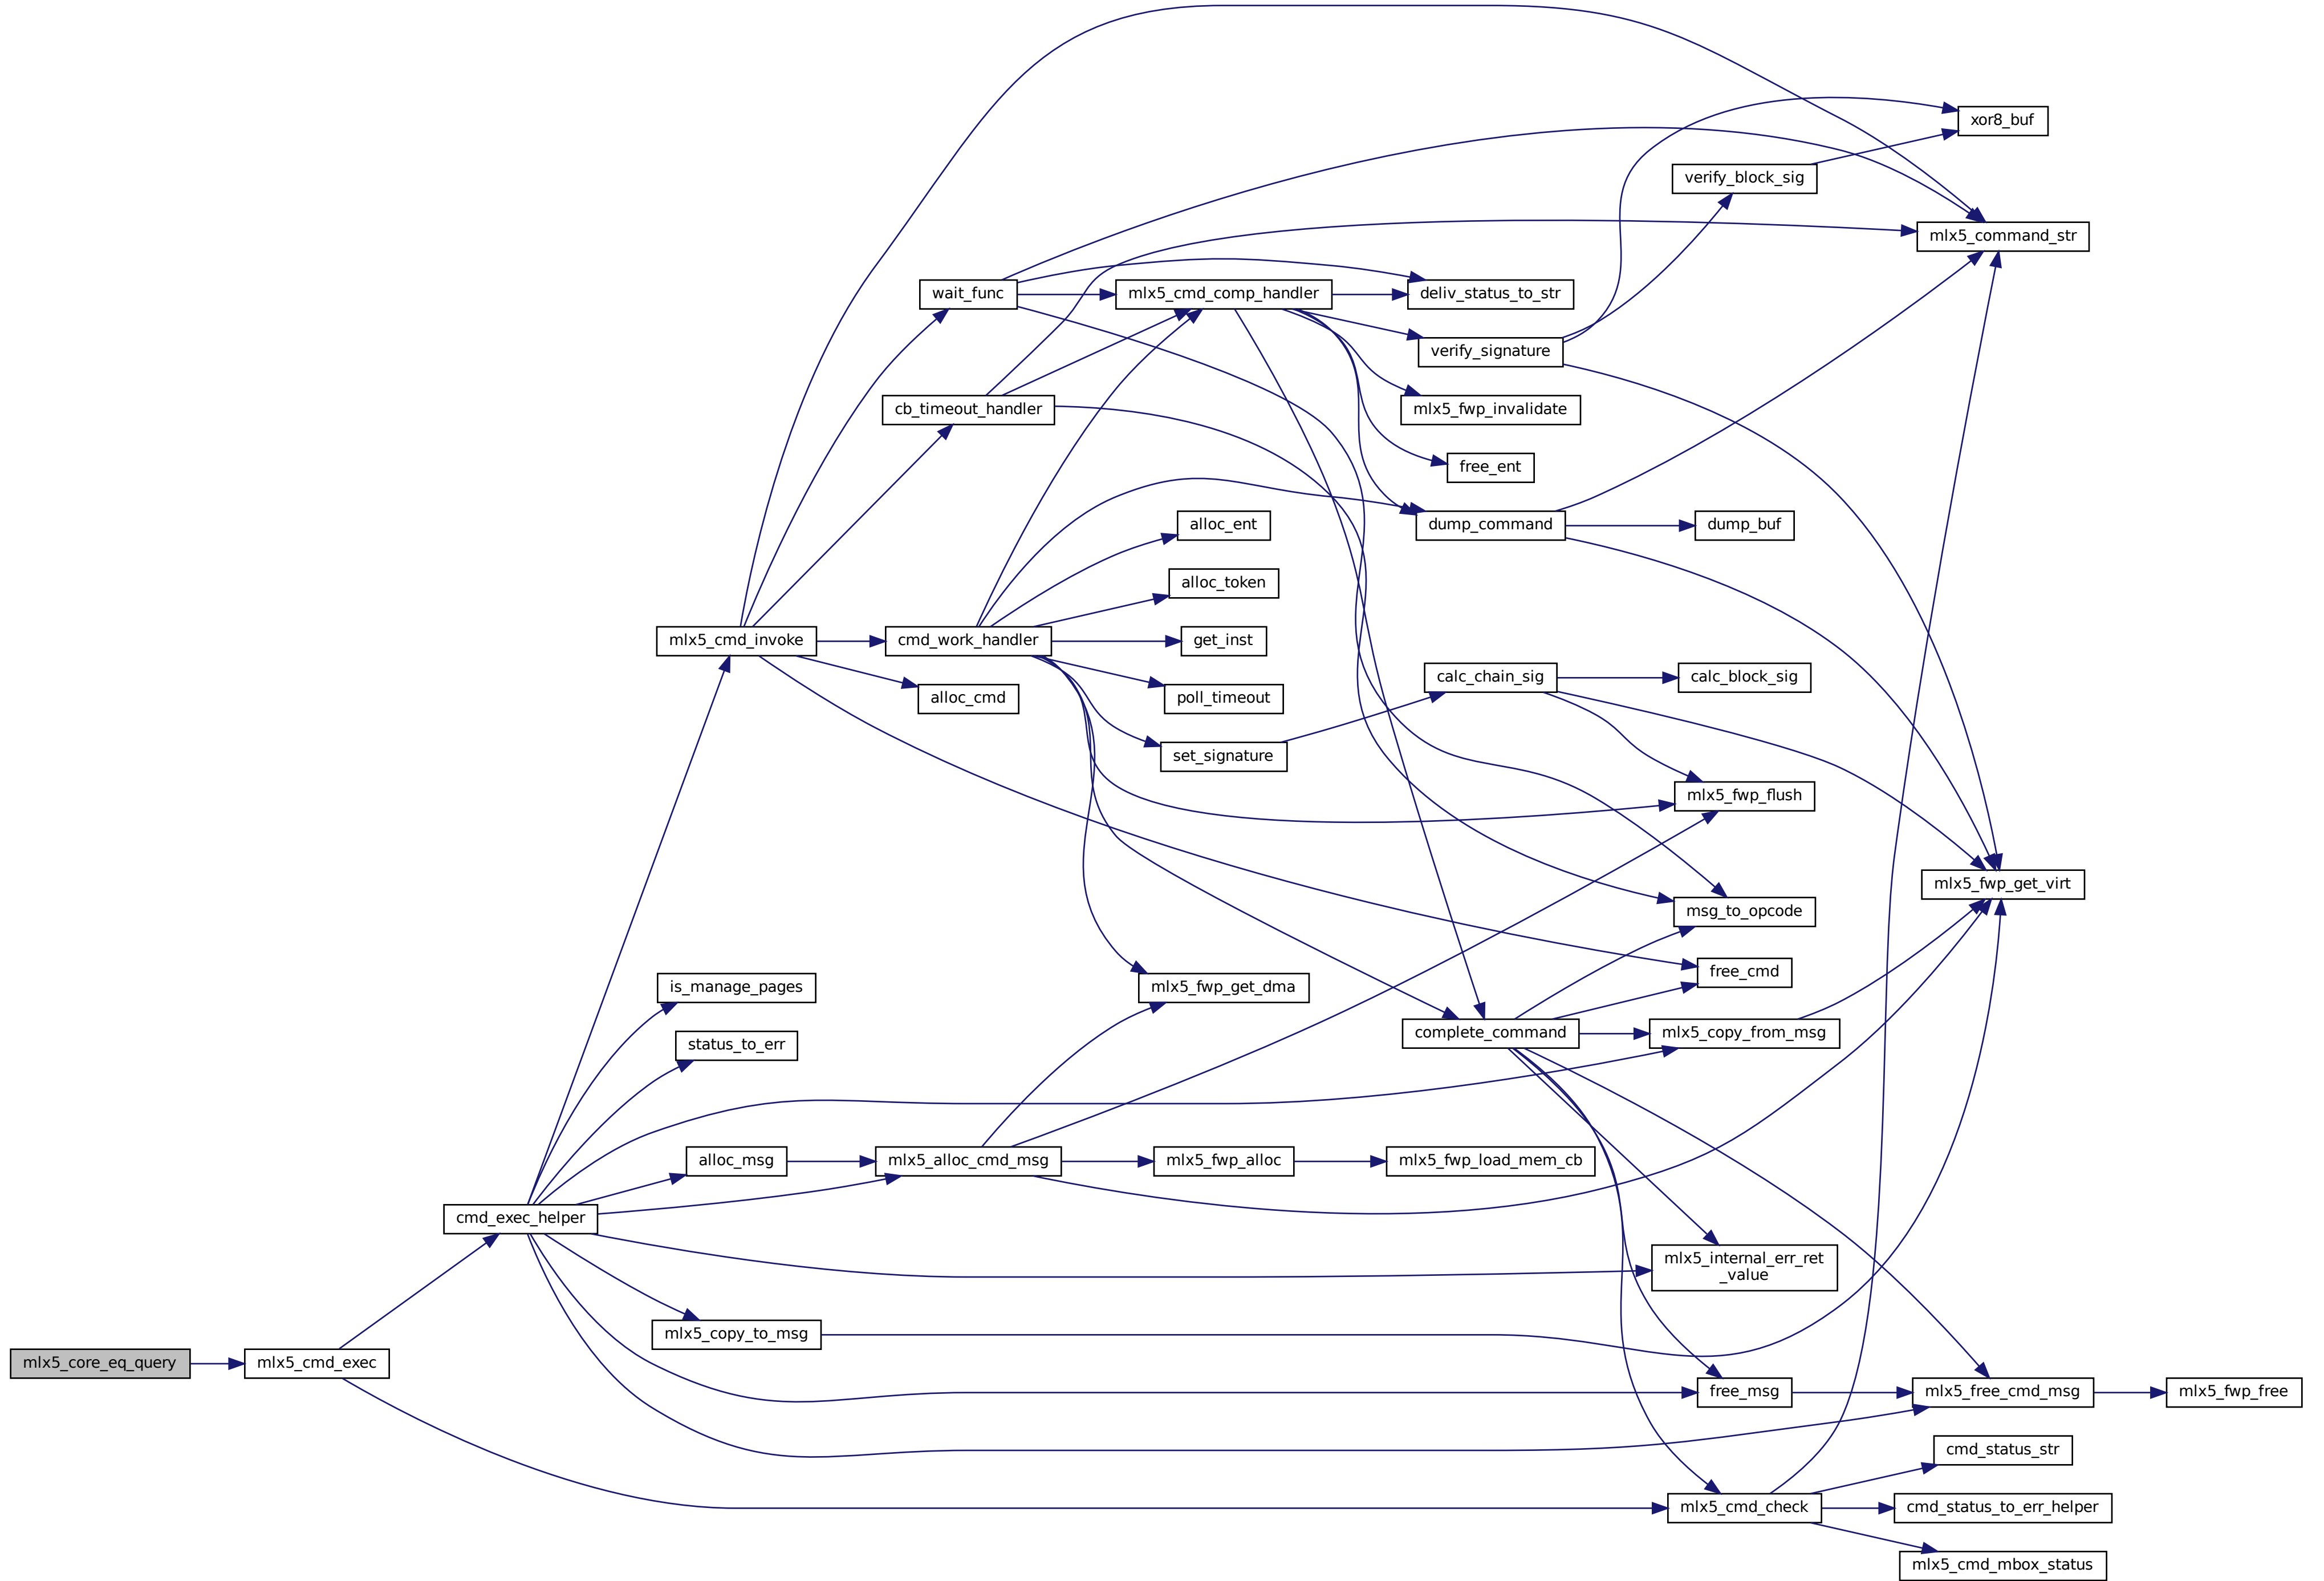 xor8_buf
verify_block_sig
mlx5_command_str
wait_func
mlx5_cmd_comp_handler
deliv_status_to_str
verify_signature
cb_timeout_handler
mlx5_fwp_invalidate
free_ent
alloc_ent
dump_command
dump_buf
alloc_token
mlx5_cmd_invoke
cmd_work_handler
get_inst
alloc_cmd
poll_timeout
calc_chain_sig
calc_block_sig
set_signature
mlx5_fwp_flush
mlx5_fwp_get_virt
msg_to_opcode
is_manage_pages
mlx5_fwp_get_dma
free_cmd
status_to_err
complete_command
mlx5_copy_from_msg
alloc_msg
mlx5_alloc_cmd_msg
mlx5_fwp_alloc
mlx5_fwp_load_mem_cb
cmd_exec_helper
mlx5_internal_err_ret
_value
mlx5_copy_to_msg
mlx5_core_eq_query
mlx5_cmd_exec
free_msg
mlx5_free_cmd_msg
mlx5_fwp_free
cmd_status_str
mlx5_cmd_check
cmd_status_to_err_helper
mlx5_cmd_mbox_status